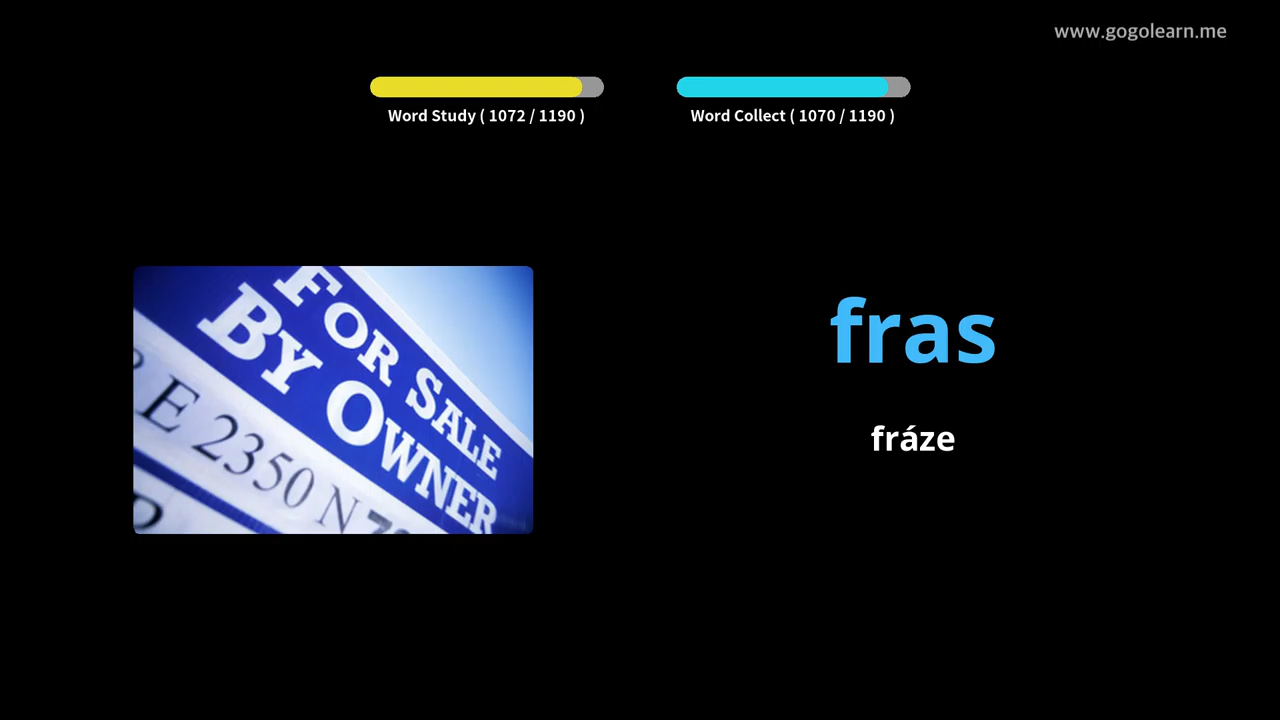 www.gogolearn.me
Word Study ( 1072 / 1190 )
Word Collect ( 1070 / 1190 )
FOR SALE
BY OWNER
E 2350 N
fras
fráze